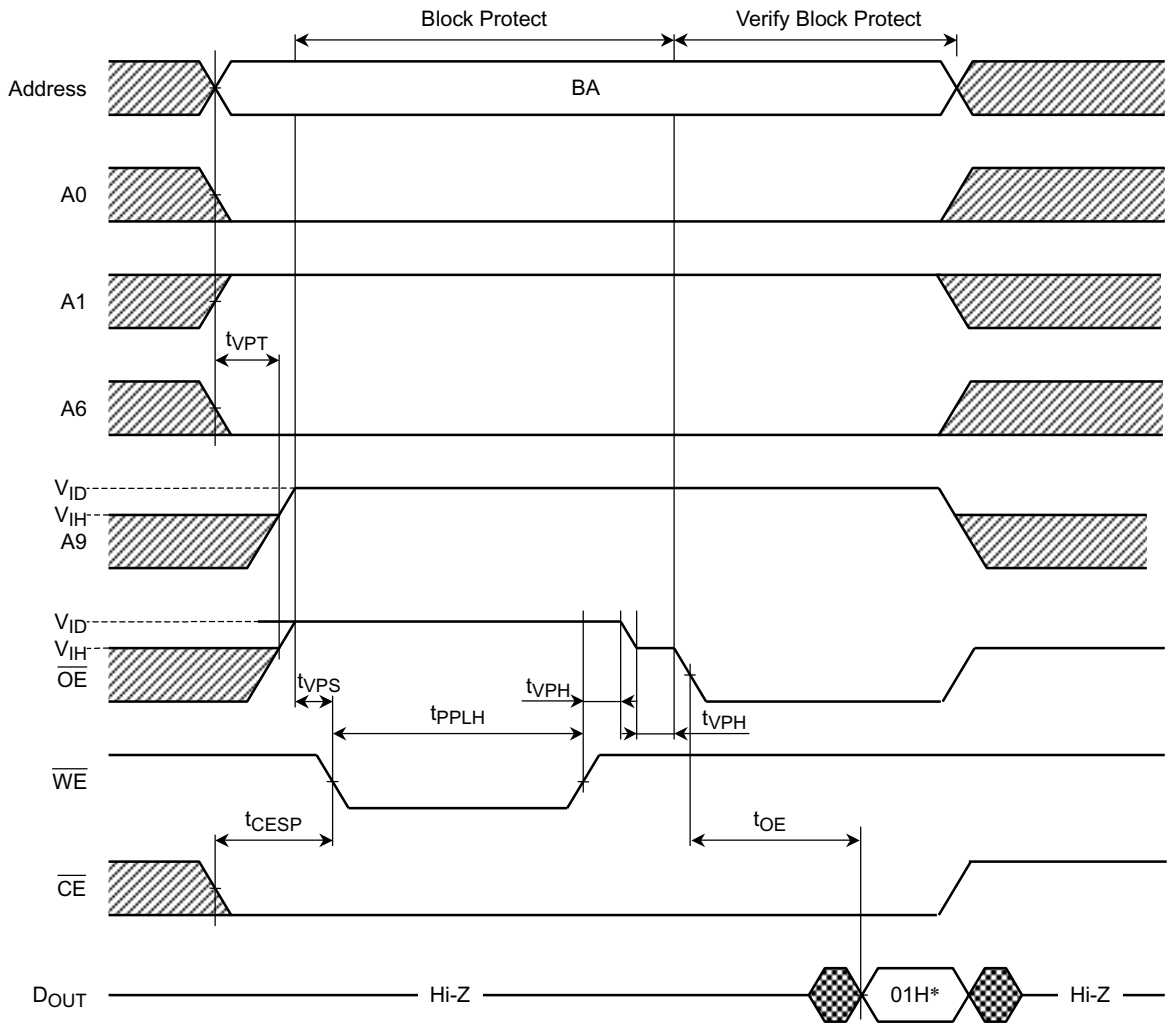 Block Protect
Verify Block Protect
Address
BA
A0
A1
tVPT
A6
VID
VIH
A9
VID
VIH
OE
tVPS
tVPH
tPPLH
tVPH
WE
tCESP
tOE
CE
DOUT
Hi-Z
01H*
Hi-Z